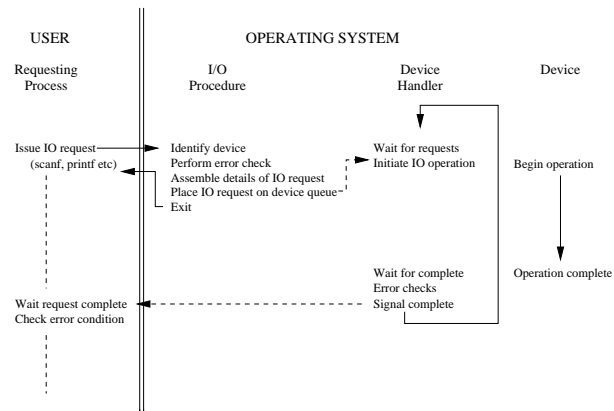 USER
OPERATING SYSTEM
Requesting
Process
I/O
Procedure
Device
Handler
Device
Issue IO request
(scanf, printf etc)
Identify device
Perform error check
Assemble details of IO request
Place IO request on device queue
Exit
Wait for requests
Initiate IO operation
Begin operation
Wait for complete
Error checks
Signal complete
Operation complete
Wait request complete
Check error condition